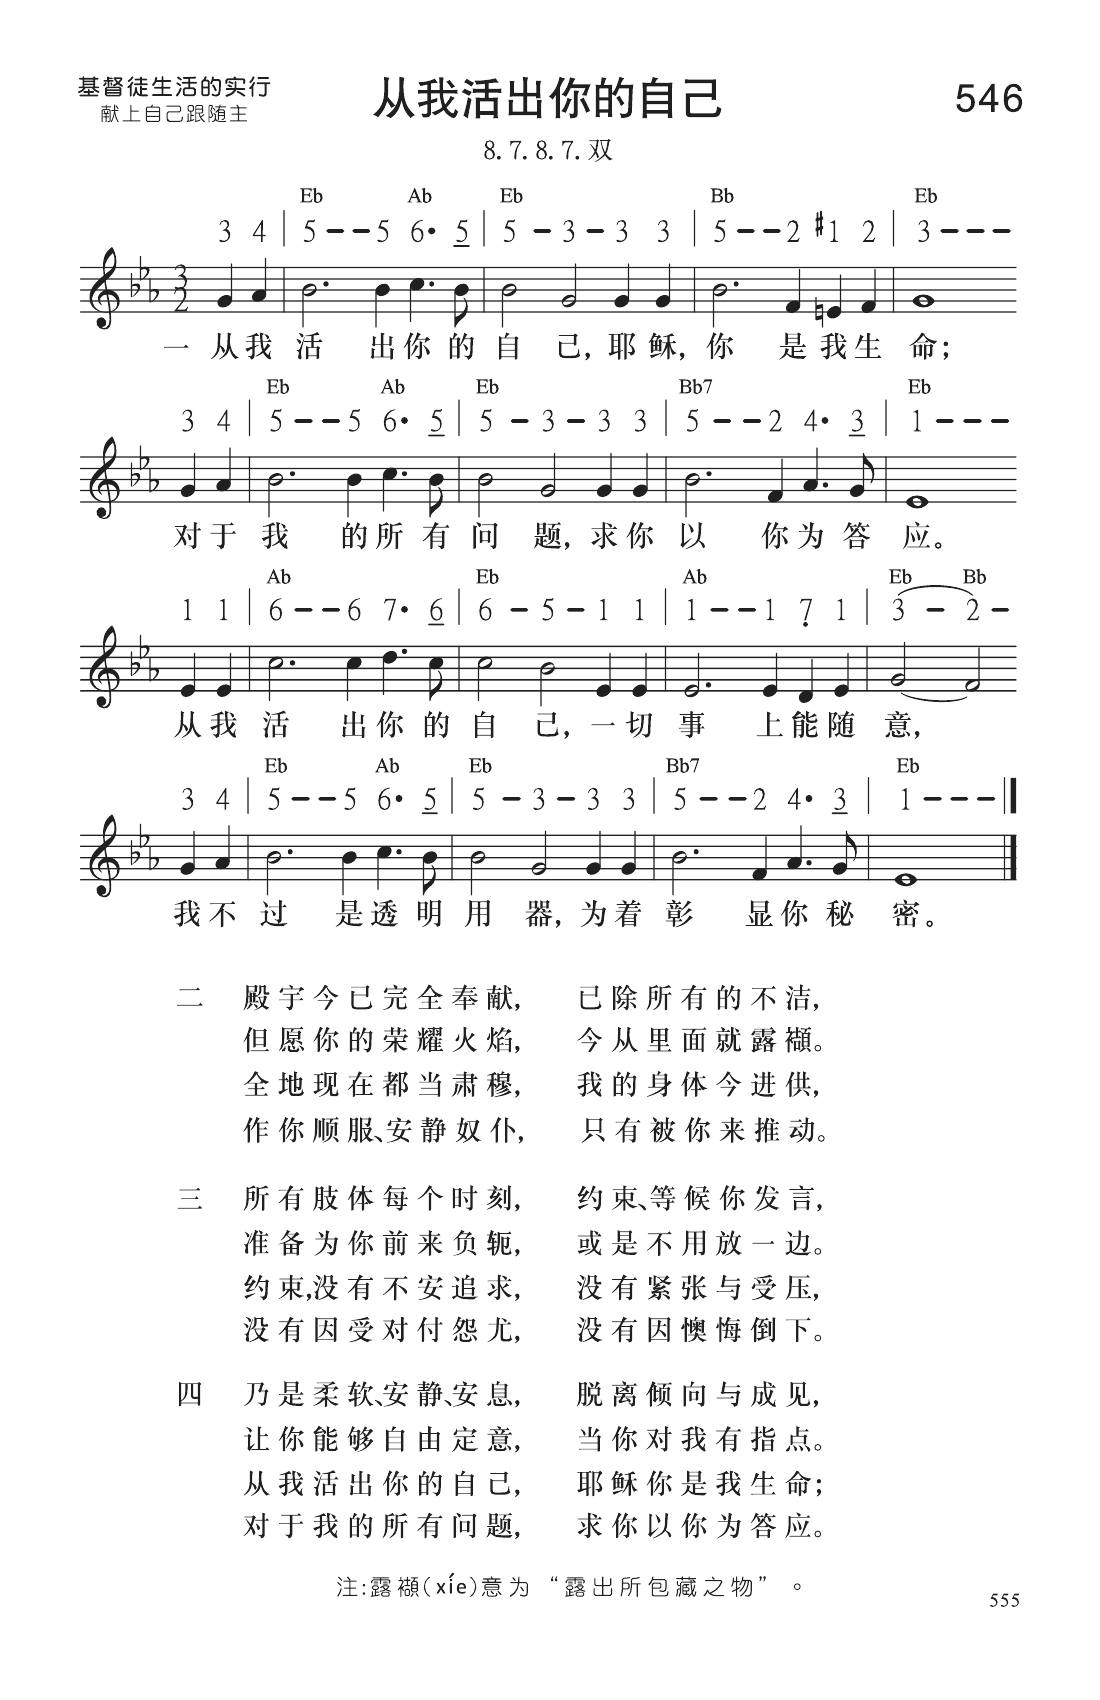 基督徒生活的实行
献上自己跟随主
从我活出你的自己
546
8.7.8.7.双
Eb Ab Eb Bb Eb
3 4 | 5 – – 5 6• 5 | 5 – 3 – 3 3 | 5 – – 2 #1 2 | 3 – – –
3 2
一 从我 活 出你 的 自 己,耶 稣,你 是我生 命;
Eb Ab Eb Bb7 Eb
3 4 | 5 – – 5 6• 5 | 5 – 3 – 3 3 | 5 – – 2 4• 3 | 1 – – –
对于 我 的所 有 问 题,求你 以 你为 答 应。
Ab Eb Ab Eb Bb
1 1 | 6 – – 6 7• 6 | 6 – 5 – 1 1 | 1 – – 1 7̣ 1 | 3 – 2 –
从我 活 出你 的 自 己,一切 事 上能随 意,
Eb Ab Eb Bb7 Eb
3 4 | 5 – – 5 6• 5 | 5 – 3 – 3 3 | 5 – – 2 4• 3 | 1 – – –
我不 过 是透 明 用 器,为着 彰 显你 秘 密。
二 殿宇今已完全奉献, 已除所有的不洁,
但愿你的荣耀火焰, 今从里面就露襭。
全地现在都当肃穆, 我的身体今进供,
作你顺服、安静奴仆, 只有被你来推动。
三 所有肢体每个时刻, 约束、等候你发言,
准备为你前来负轭, 或是不用放一边。
约束,没有不安追求, 没有紧张与受压,
没有因受对付怨尤, 没有因懊悔倒下。
四 乃是柔软、安静、安息, 脱离倾向与成见,
让你能够自由定意, 当你对我有指点。
从我活出你的自己, 耶稣你是我生命;
对于我的所有问题, 求你以你为答应。
注:露襭(xíe)意为“露出所包藏之物”。
555